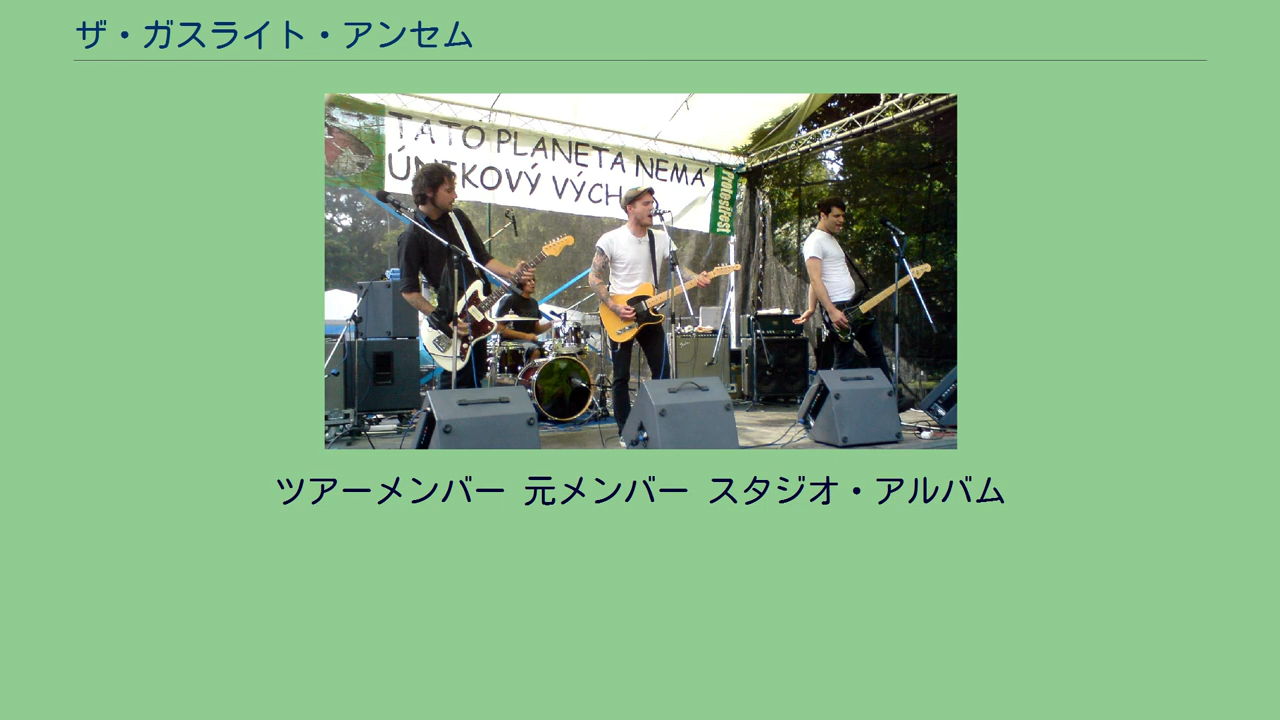 ザ・ガスライト・アンセム
TATO PLANETA NEMÁ
ÚNIKOVÝ VÝCH
ProtestFest
ツアーメンバー 元メンバー スタジオ・アルバム